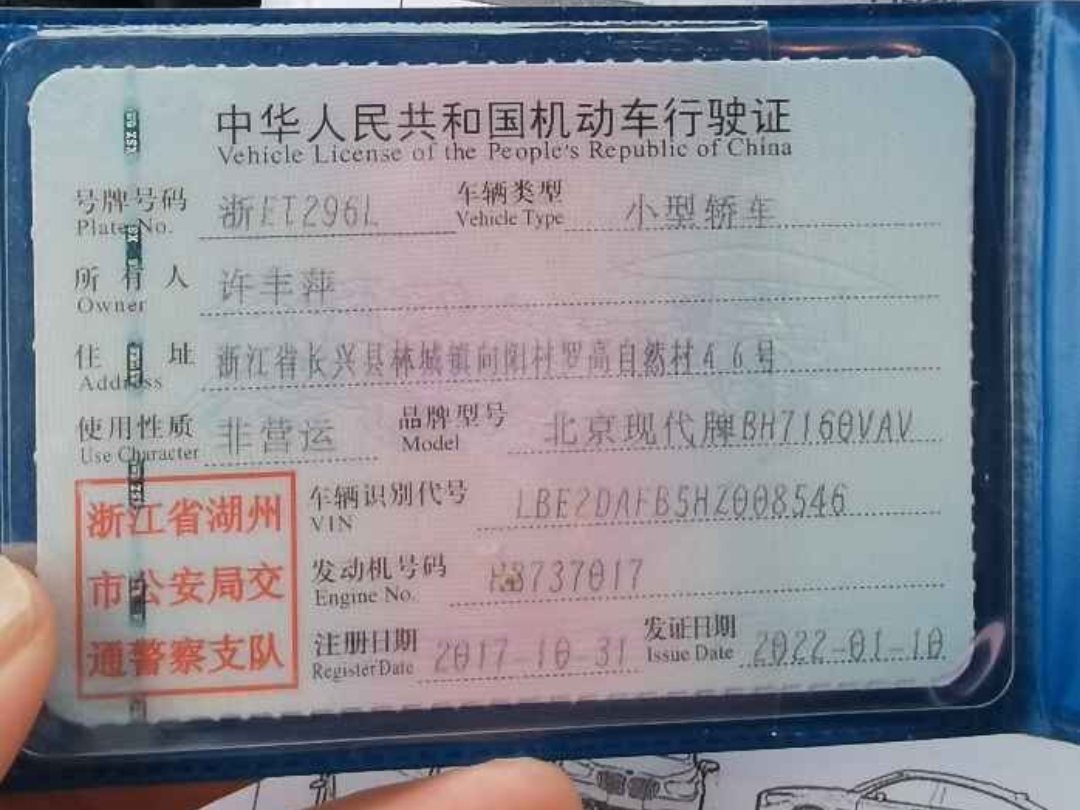 中华人民共和国机动车行驶证
Vehicle License of the People's Republic of China
号牌号码 浙ET296L 车辆类型 小型轿车
Plate No. Vehicle Type
所有人 许丰萍
Owner
住址 浙江省长兴县林城镇向阳村罗高自然村46号
Address
使用性质 非营运 品牌型号 北京现代牌BH7160VAV
Use Character Model
浙江省湖州
市公安局交
通警察支队
车辆识别代号 LBE2DAFB5HZ008546
VIN
发动机号码 HB737017
Engine No.
注册日期 2017-10-31 发证日期 2022-01-10
Register Date Issue Date